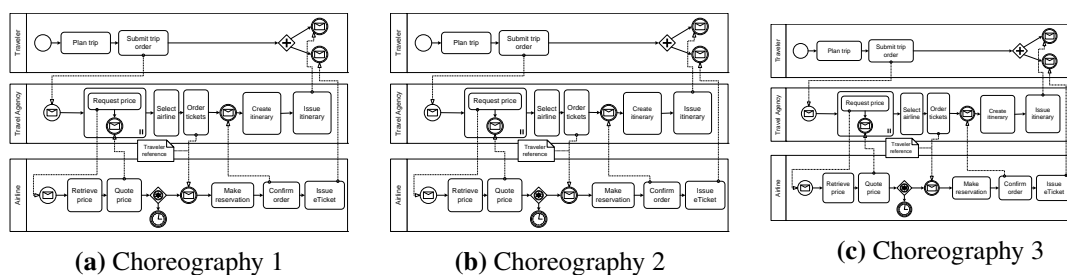 Traveler
Plan trip
Submit trip
order
Travel Agency
Request price
Select
airline
Order
tickets
Create
itinerary
Issue
itinerary
Traveler
reference
Airline
Retrieve
price
Quote
price
Make
reservation
Confirm
order
Issue
eTicket
(a) Choreography 1
Traveler
Plan trip
Submit trip
order
Travel Agency
Request price
Select
airline
Order
tickets
Create
itinerary
Issue
itinerary
Traveler
reference
Airline
Retrieve
price
Quote
price
Make
reservation
Confirm
order
Issue
eTicket
(b) Choreography 2
Traveler
Plan trip
Submit trip
order
Travel Agency
Request price
Select
airline
Order
tickets
Create
itinerary
Issue
itinerary
Traveler
reference
Airline
Retrieve
price
Quote
price
Make
reservation
Confirm
order
Issue
eTicket
(c) Choreography 3